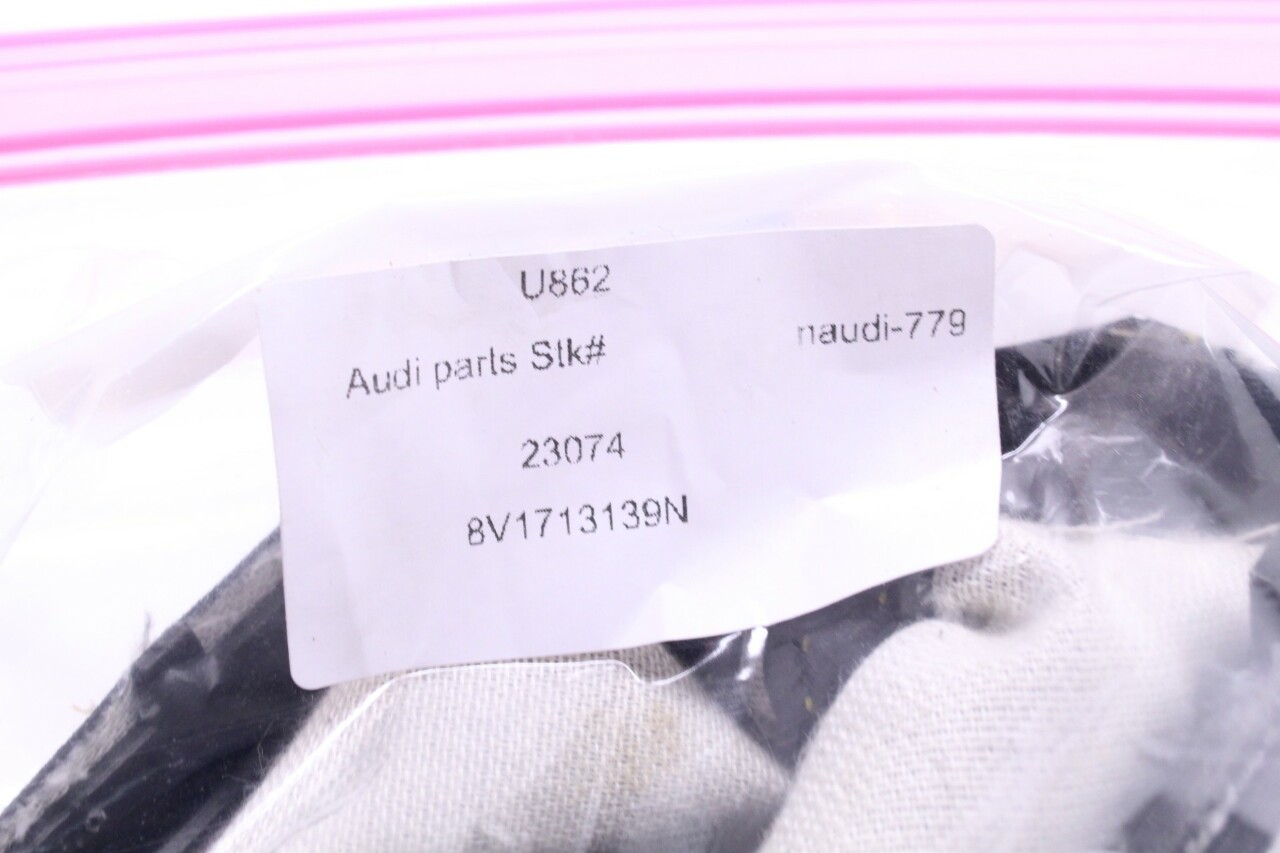 U862
Audi parts Stk# naudi-779
23074
8V1713139N